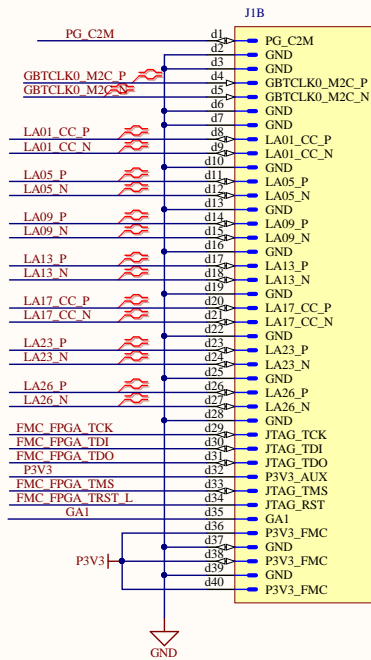 J1B
PG_C2M d1 PG_C2M
d2 GND
d3 GND
GBTCLK0_M2C_P d4 GBTCLK0_M2C_P
GBTCLK0_M2C_N d5 GBTCLK0_M2C_N
d6 GND
d7 GND
LA01_CC_P d8 LA01_CC_P
LA01_CC_N d9 LA01_CC_N
d10 GND
LA05_P d11 LA05_P
LA05_N d12 LA05_N
d13 GND
LA09_P d14 LA09_P
LA09_N d15 LA09_N
d16 GND
LA13_P d17 LA13_P
LA13_N d18 LA13_N
d19 GND
LA17_CC_P d20 LA17_CC_P
LA17_CC_N d21 LA17_CC_N
d22 GND
LA23_P d23 LA23_P
LA23_N d24 LA23_N
d25 GND
LA26_P d26 LA26_P
LA26_N d27 LA26_N
d28 GND
FMC_FPGA_TCK d29 JTAG_TCK
FMC_FPGA_TDI d30 JTAG_TDI
FMC_FPGA_TDO d31 JTAG_TDO
P3V3 d32 P3V3_AUX
FMC_FPGA_TMS d33 JTAG_TMS
FMC_FPGA_TRST_L d34 JTAG_RST
GA1 d35 GA1
d36 P3V3_FMC
d37 GND
P3V3 d38 P3V3_FMC
d39 GND
d40 P3V3_FMC
GND